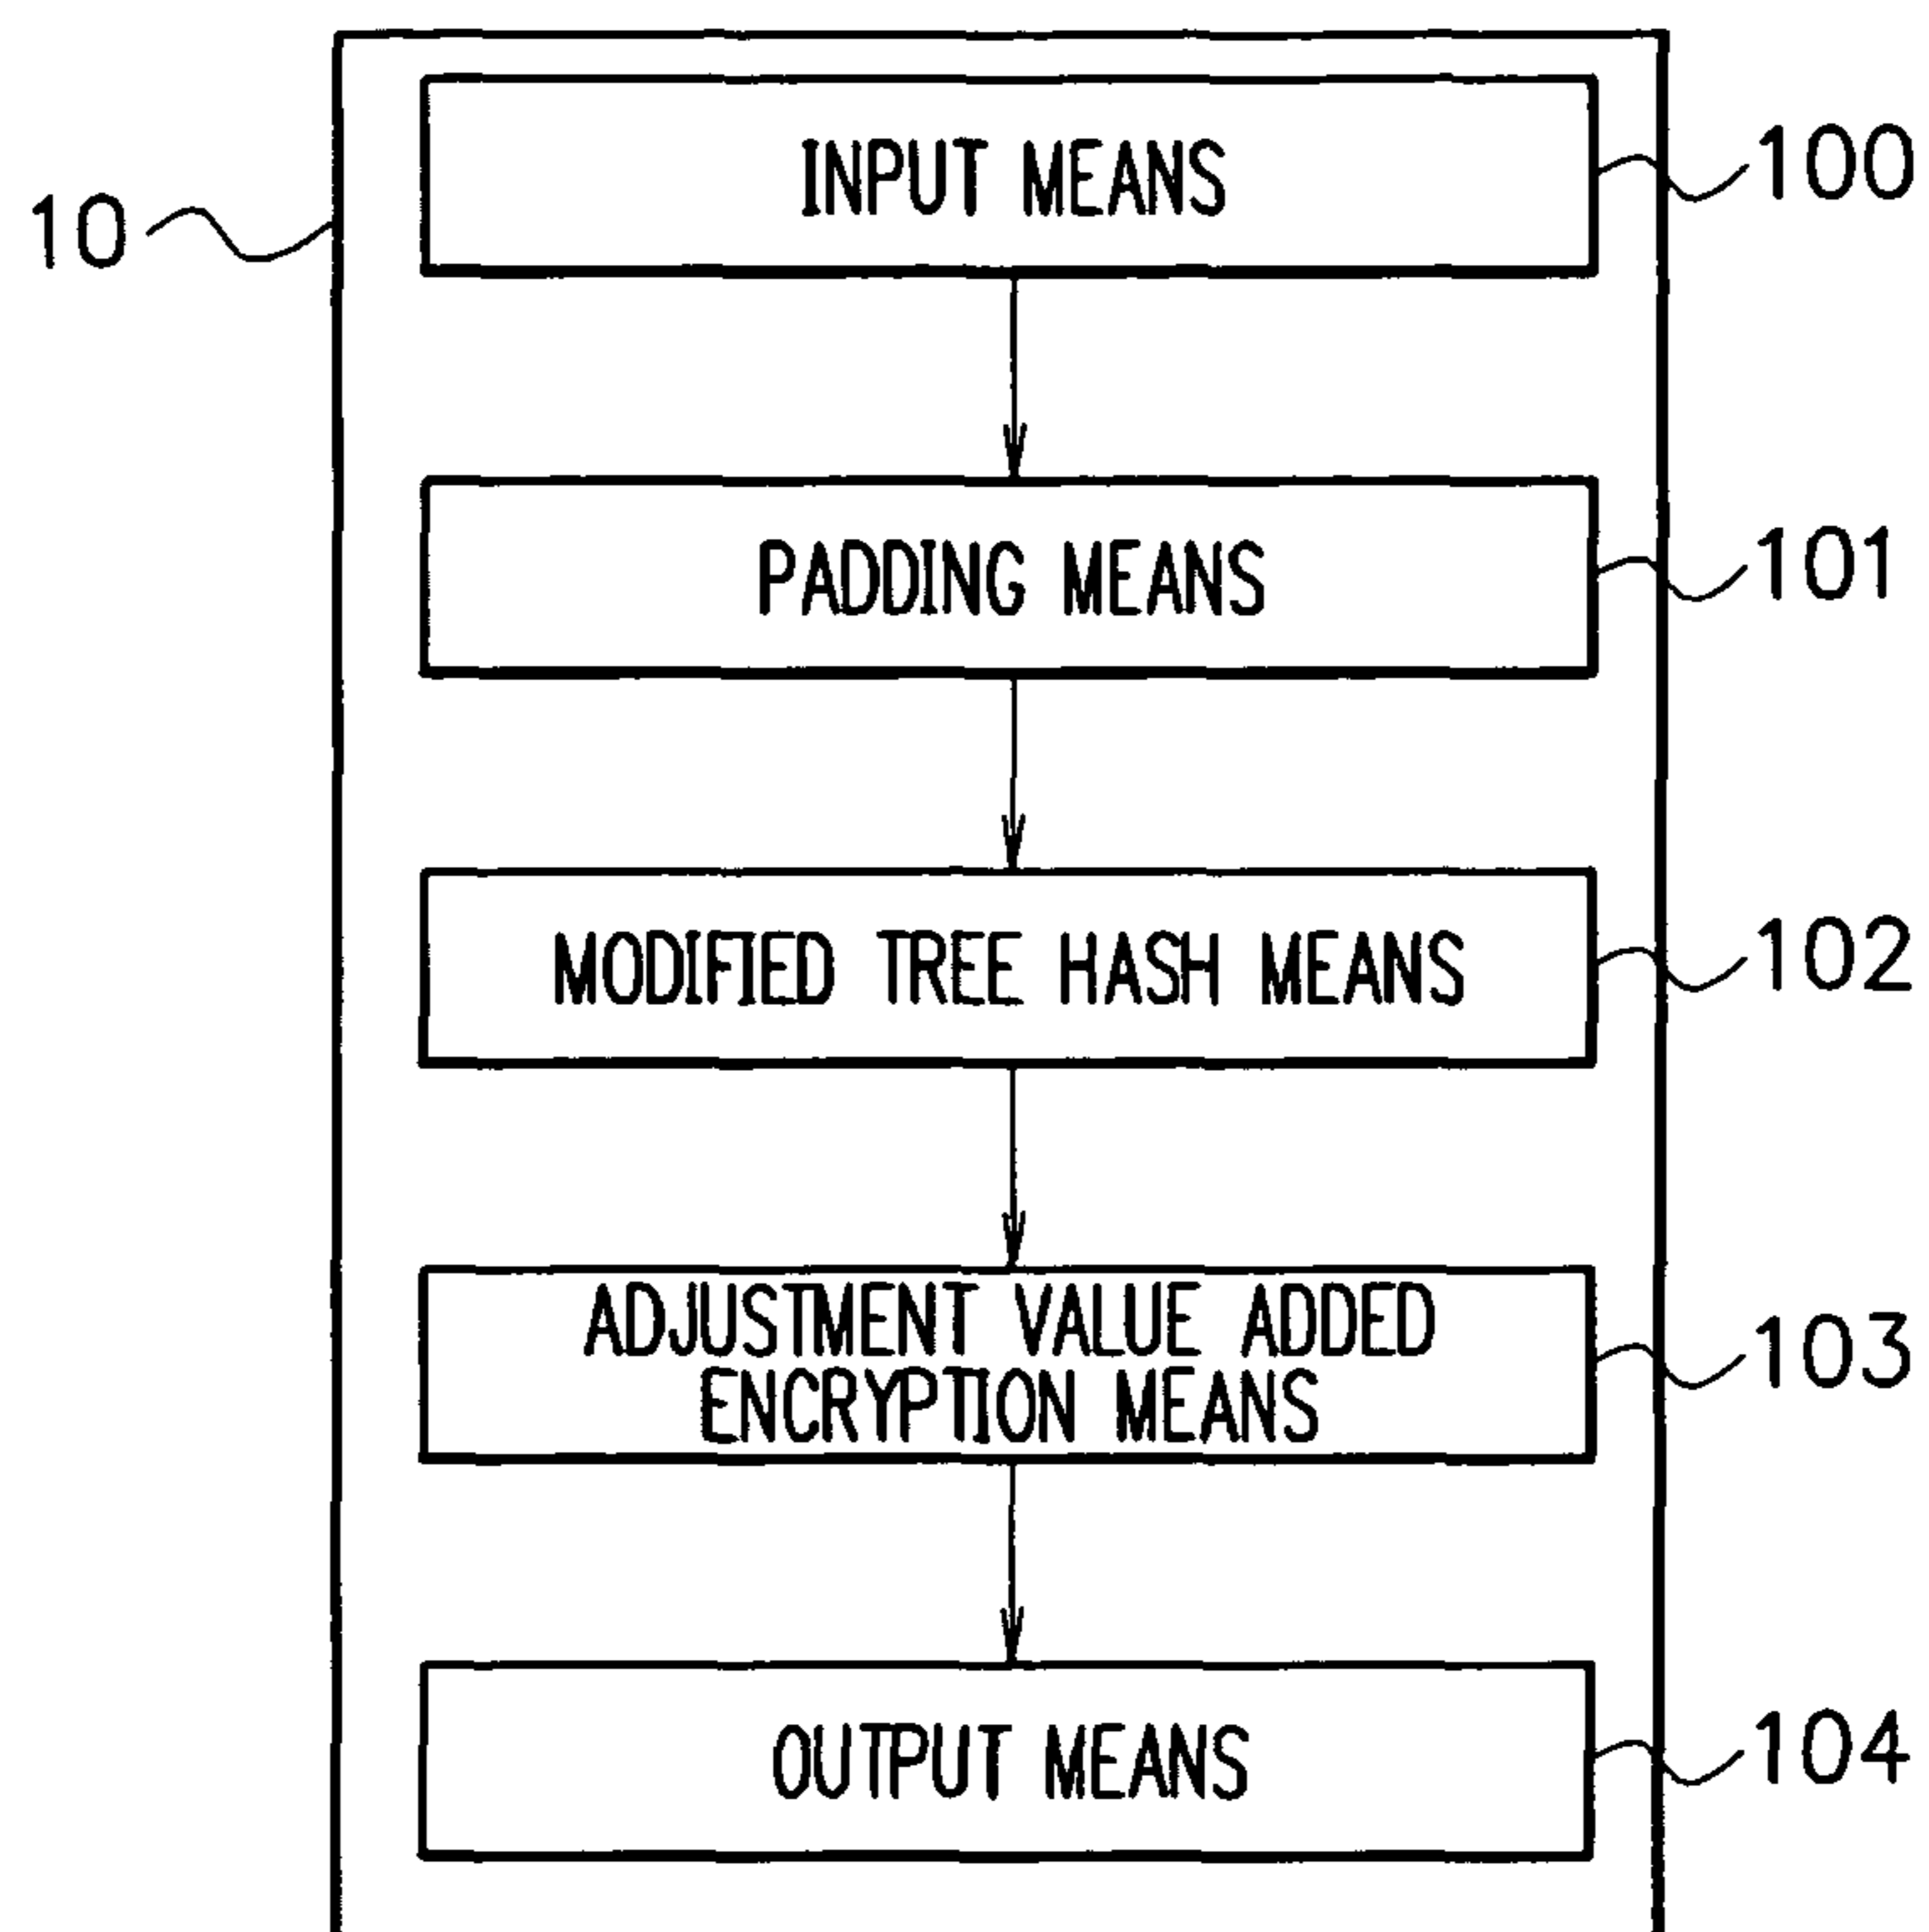 INPUT MEANS
100
10
PADDING MEANS
101
MODIFIED TREE HASH MEANS
102
ADJUSTMENT VALUE ADDED
ENCRYPTION MEANS
103
OUTPUT MEANS
104